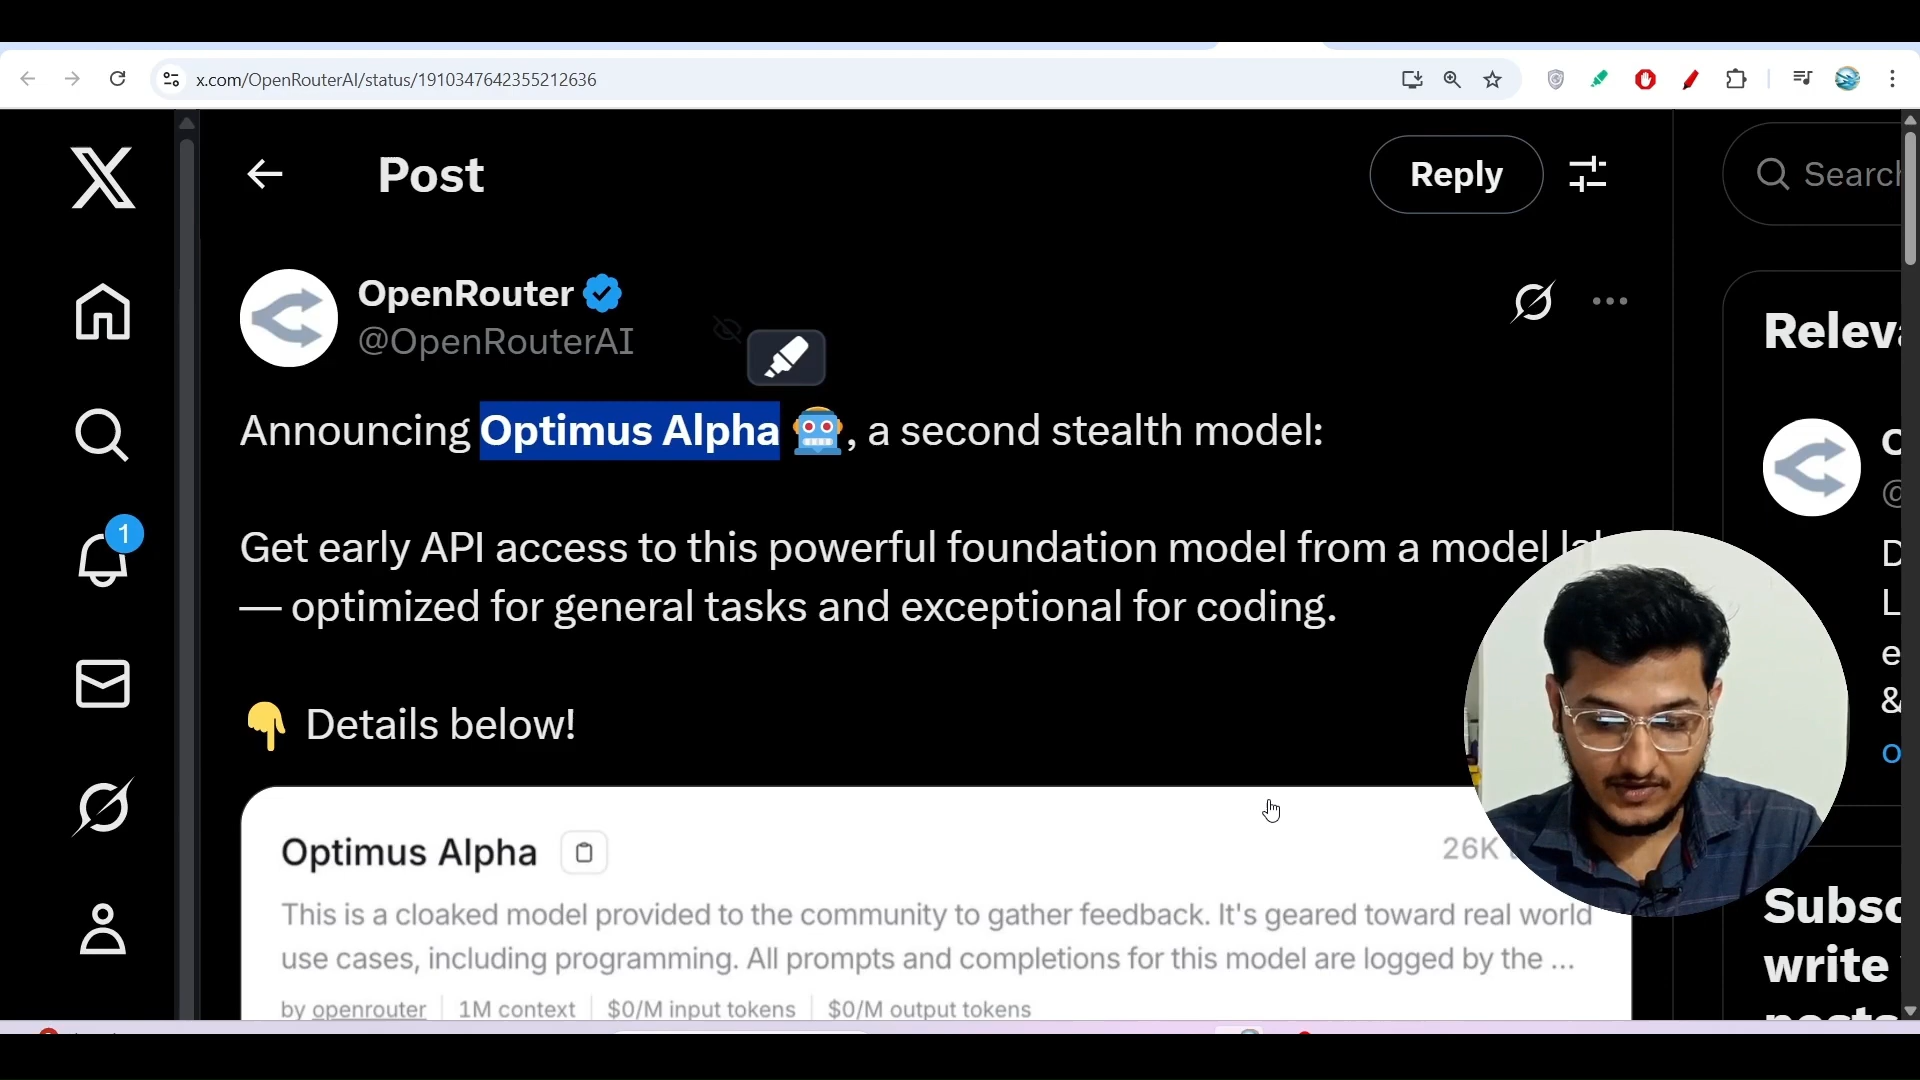 x.com/OpenRouterAI/status/1910347642355212636
Post
Reply
Search
OpenRouter
@OpenRouterAI
Announcing Optimus Alpha 🤖, a second stealth model:
Get early API access to this powerful foundation model from a model
— optimized for general tasks and exceptional for coding.
👇 Details below!
Optimus Alpha
26K
This is a cloaked model provided to the community to gather feedback. It's geared toward real world
use cases, including programming. All prompts and completions for this model are logged by the ...
by openrouter
1M context
$0/M input tokens
$0/M output tokens
1
write